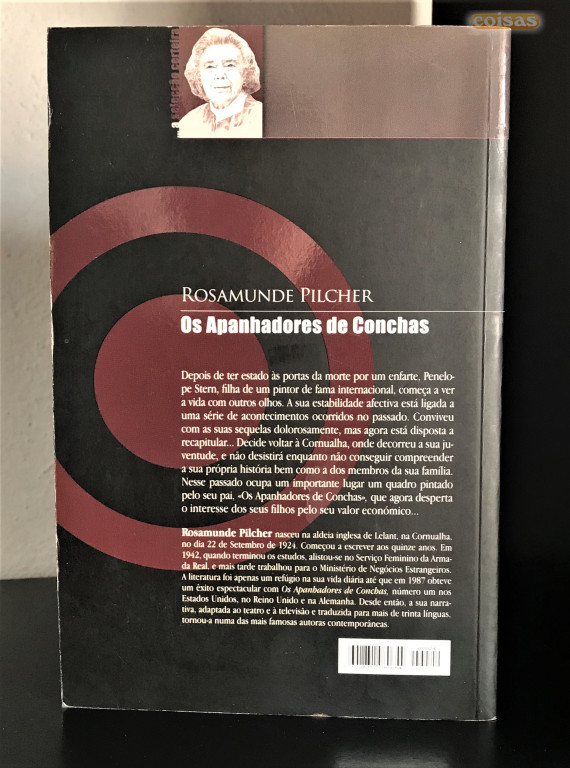 coisas
ROSAMUNDE PILCHER
Os Apanhadores de Conchas
Depois de ter estado às portas da morte por um enfarte, Penelo-
pe Stern, filha de um pintor de fama internacional, começa a ver
a vida com outros olhos. A sua estabilidade afectiva está ligada a
uma série de acontecimentos ocorridos no passado. Conviveu
com as suas sequelas dolorosamente, mas agora está disposta a
recapitular... Decide voltar à Cornualha, onde decorreu a sua ju-
ventude, e não desistirá enquanto não conseguir compreender
a sua própria história bem como a dos membros da sua família.
Nesse passado ocupa um importante lugar um quadro pintado
pelo seu pai, «Os Apanhadores de Conchas», que agora desperta
o interesse dos seus filhos pelo seu valor económico...
Rosamunde Pilcher nasceu na aldeia inglesa de Lelant, na Cornualha,
no dia 22 de Setembro de 1924. Começou a escrever aos quinze anos. Em
1942, quando terminou os estudos, alistou-se no Serviço Feminino da Arma-
da Real, e mais tarde trabalhou para o Ministério de Negócios Estrangeiros.
A literatura foi apenas um refúgio na sua vida diária até que em 1987 obteve
um êxito espectacular com Os Apanhadores de Conchas, número um nos
Estados Unidos, no Reino Unido e na Alemanha. Desde então, a sua narra-
tiva, adaptada ao teatro e à televisão e traduzida para mais de trinta línguas,
tornou-a numa das mais famosas autoras contemporâneas.